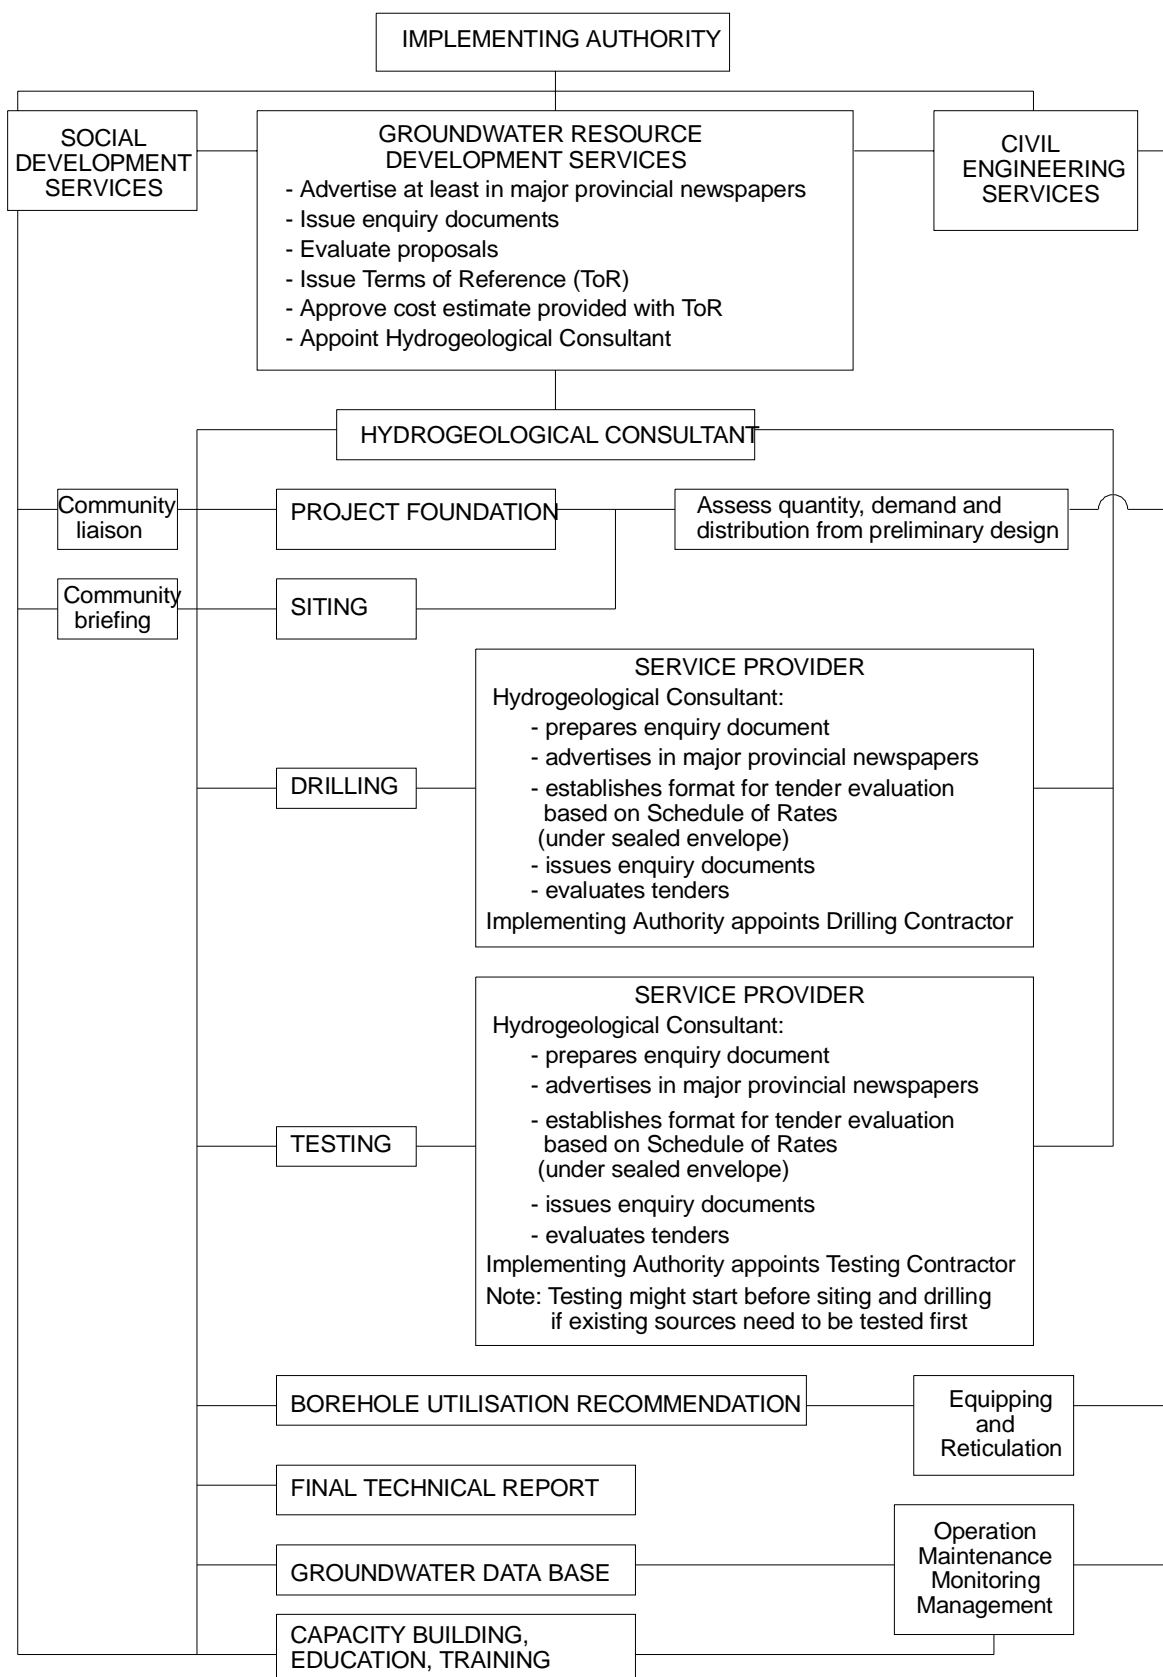 IMPLEMENTING AUTHORITY
SOCIAL
DEVELOPMENT
SERVICES
GROUNDWATER RESOURCE
DEVELOPMENT SERVICES
- Advertise at least in major provincial newspapers
- Issue enquiry documents
- Evaluate proposals
- Issue Terms of Reference (ToR)
- Approve cost estimate provided with ToR
- Appoint Hydrogeological Consultant
CIVIL
ENGINEERING
SERVICES
HYDROGEOLOGICAL CONSULTANT
Community
liaison
PROJECT FOUNDATION
Assess quantity, demand and
distribution from preliminary design
Community
briefing
SITING
SERVICE PROVIDER
Hydrogeological Consultant:
- prepares enquiry document
- advertises in major provincial newspapers
- establishes format for tender evaluation
based on Schedule of Rates
(under sealed envelope)
- issues enquiry documents
- evaluates tenders
Implementing Authority appoints Drilling Contractor
DRILLING
SERVICE PROVIDER
Hydrogeological Consultant:
- prepares enquiry document
- advertises in major provincial newspapers
- establishes format for tender evaluation
based on Schedule of Rates
(under sealed envelope)
- issues enquiry documents
- evaluates tenders
Implementing Authority appoints Testing Contractor
Note: Testing might start before siting and drilling
if existing sources need to be tested first
TESTING
BOREHOLE UTILISATION RECOMMENDATION
Equipping
and
Reticulation
FINAL TECHNICAL REPORT
GROUNDWATER DATA BASE
Operation
Maintenance
Monitoring
Management
CAPACITY BUILDING,
EDUCATION, TRAINING